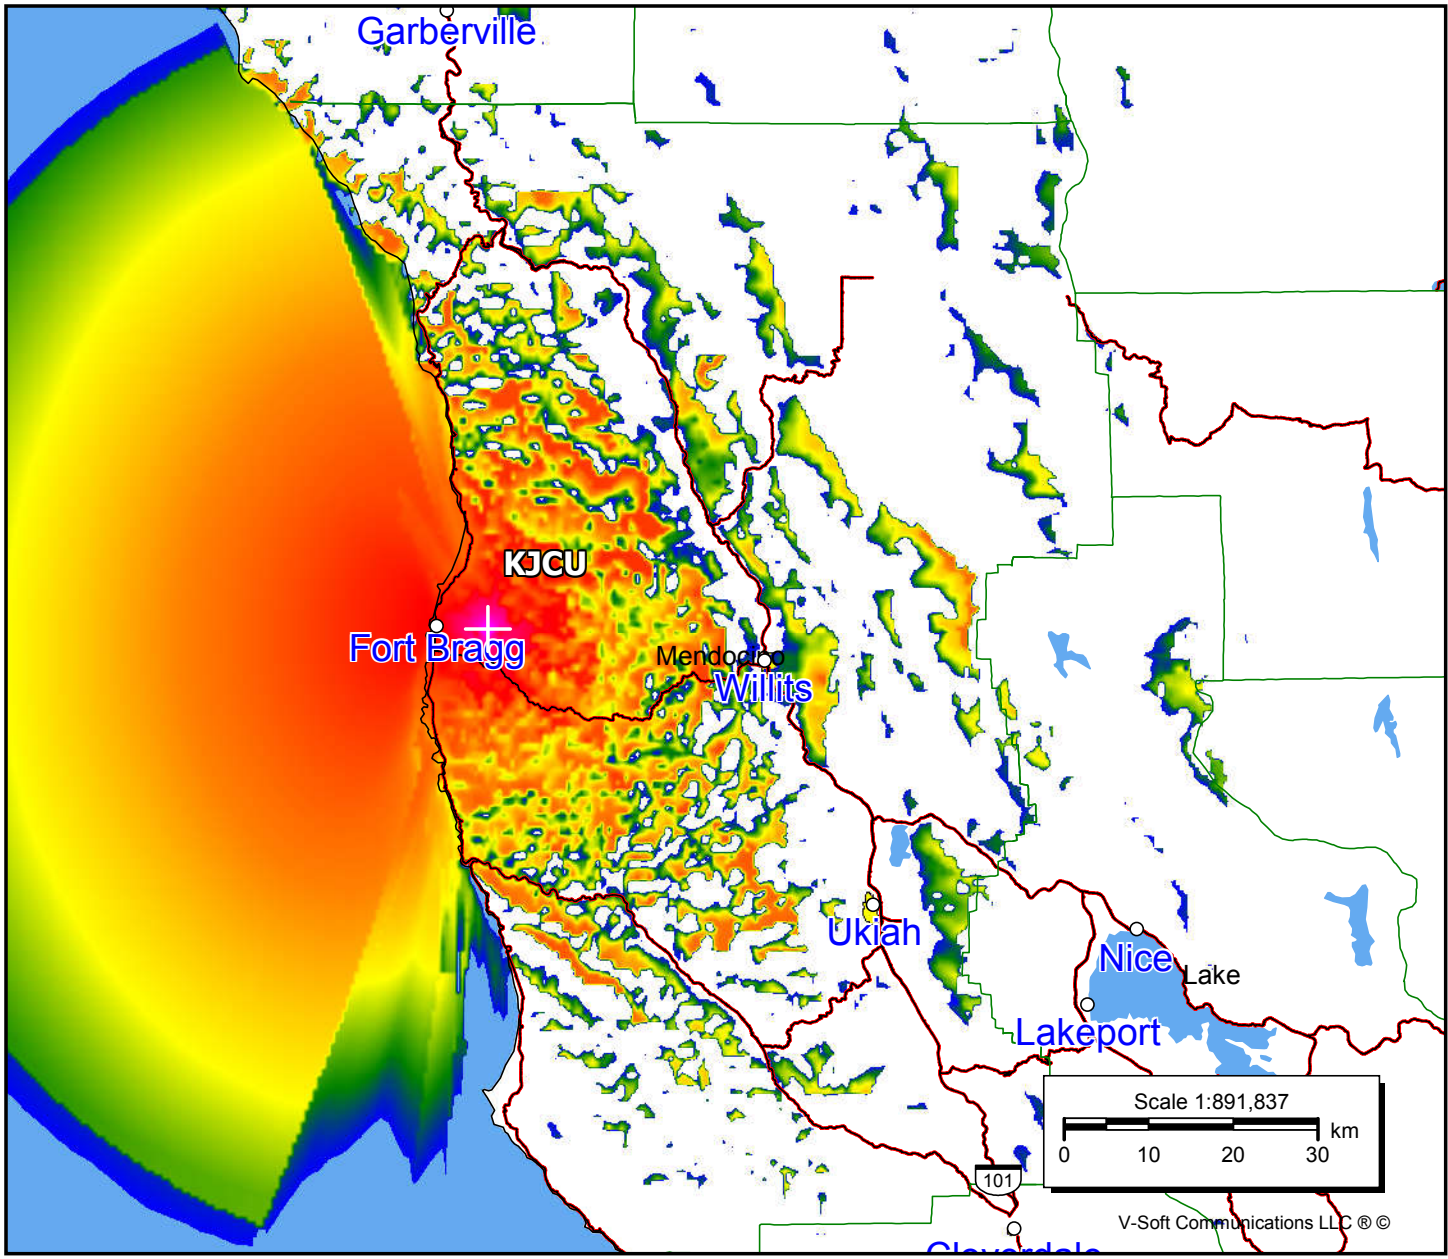 Garberville
KJCU
Fort Bragg
Mendocino
Willits
Ukiah
Nice
Lake
Lakeport
Scale 1:891,837
km
0 10 20 30
101
V-Soft Communications LLC ® ©
Cloverdale